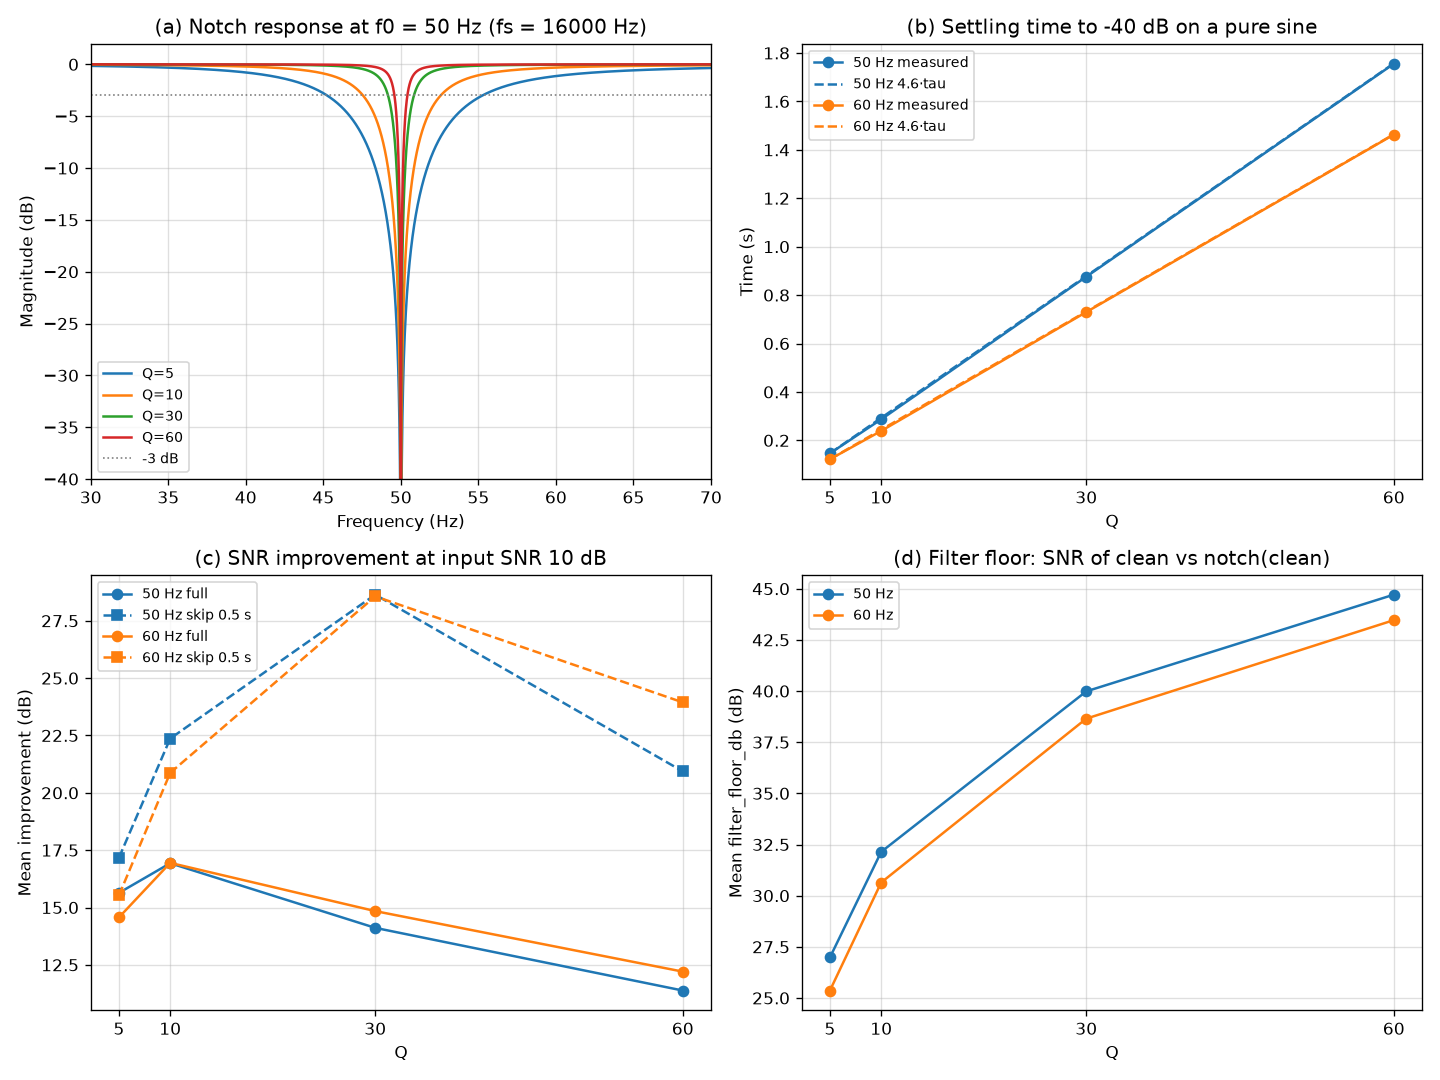 (a) Notch response at f0 = 50 Hz (fs = 16000 Hz)
0
−5
−10
−15
−20
−25
−30
−35
−40
Magnitude (dB)
Q=5
Q=10
Q=30
Q=60
-3 dB
30
35
40
45
50
55
60
65
70
Frequency (Hz)
(b) Settling time to -40 dB on a pure sine
1.8
1.6
1.4
1.2
1.0
0.8
0.6
0.4
0.2
Time (s)
50 Hz measured
50 Hz 4.6·tau
60 Hz measured
60 Hz 4.6·tau
5
10
30
60
Q
(c) SNR improvement at input SNR 10 dB
27.5
25.0
22.5
20.0
17.5
15.0
12.5
Mean improvement (dB)
50 Hz full
50 Hz skip 0.5 s
60 Hz full
60 Hz skip 0.5 s
5
10
30
60
Q
(d) Filter floor: SNR of clean vs notch(clean)
45.0
42.5
40.0
37.5
35.0
32.5
30.0
27.5
25.0
Mean filter_floor_db (dB)
50 Hz
60 Hz
5
10
30
60
Q